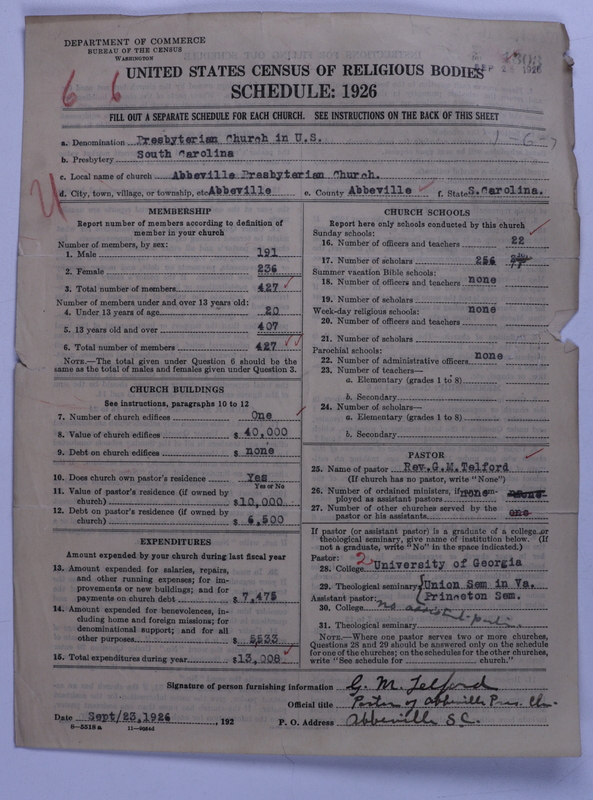 DEPARTMENT OF COMMERCE
BUREAU OF THE CENSUS
WASHINGTON
SEP 1926
6 6
UNITED STATES CENSUS OF RELIGIOUS BODIES
SCHEDULE: 1926
FILL OUT A SEPARATE SCHEDULE FOR EACH CHURCH. SEE INSTRUCTIONS ON THE BACK OF THIS SHEET
1-6-7
a. Denomination Presbyterian Church in U.S.
b. Presbytery South Carolina
c. Local name of church Abbeville Presbyterian Church.
d. City, town, village, or township, etc Abbeville e. County Abbeville f. State S.Carolina.
MEMBERSHIP
Report number of members according to definition of
member in your church
Number of members, by sex:
1. Male 191
2. Female 236
3. Total number of members 427
Number of members under and over 13 years old:
4. Under 13 years of age 20
5. 13 years old and over 407
6. Total number of members 427
NOTE.—The total given under Question 6 should be the
same as the total of males and females given under Question 3.
CHURCH BUILDINGS
See instructions, paragraphs 10 to 12
7. Number of church edifices One
8. Value of church edifices $ 40,000
9. Debt on church edifices $ none
10. Does church own pastor's residence Yes
Yes or No
11. Value of pastor's residence (if owned by
church) $10,000
12. Debt on pastor's residence (if owned by
church) $ 6,500
EXPENDITURES
Amount expended by your church during last fiscal year
13. Amount expended for salaries, repairs,
and other running expenses; for im-
provements or new buildings; and for
payments on church debt $ 7,475
14. Amount expended for benevolences, in-
cluding home and foreign missions; for
denominational support; and for all
other purposes $ 5533
15. Total expenditures during year $13,008
CHURCH SCHOOLS
Report here only schools conducted by this church
Sunday schools:
16. Number of officers and teachers 22
17. Number of scholars 256
Summer vacation Bible schools:
18. Number of officers and teachers none
19. Number of scholars
Week-day religious schools: none
20. Number of officers and teachers
21. Number of scholars
Parochial schools:
22. Number of administrative officers none
23. Number of teachers—
a. Elementary (grades 1 to 8)
b. Secondary
24. Number of scholars—
a. Elementary (grades 1 to 8)
b. Secondary
PASTOR
25. Name of pastor Rev.G.M.Telford
(If church has no pastor, write "None")
26. Number of ordained ministers, if none em-
ployed as assistant pastors
27. Number of other churches served by the
pastor or his assistants one
If pastor (or assistant pastor) is a graduate of a college or
theological seminary, give name of institution below. (If
not a graduate, write "No" in the space indicated.)
Pastor:
28. College 2 University of Georgia
29. Theological seminary Union Sem in Va.
Assistant pastor: Princeton Sem.
30. College no assistant
31. Theological seminary
NOTE.—Where one pastor serves two or more churches,
Questions 28 and 29 should be answered only on the schedule
for one of the churches; on the schedules for the other churches,
write "See schedule for church."
Signature of person furnishing information G. M. Telford
Official title Pastor of Abbeville Pres. Chr.
Date Sept/23,1926 , 192 P. O. Address Abbeville S.C.